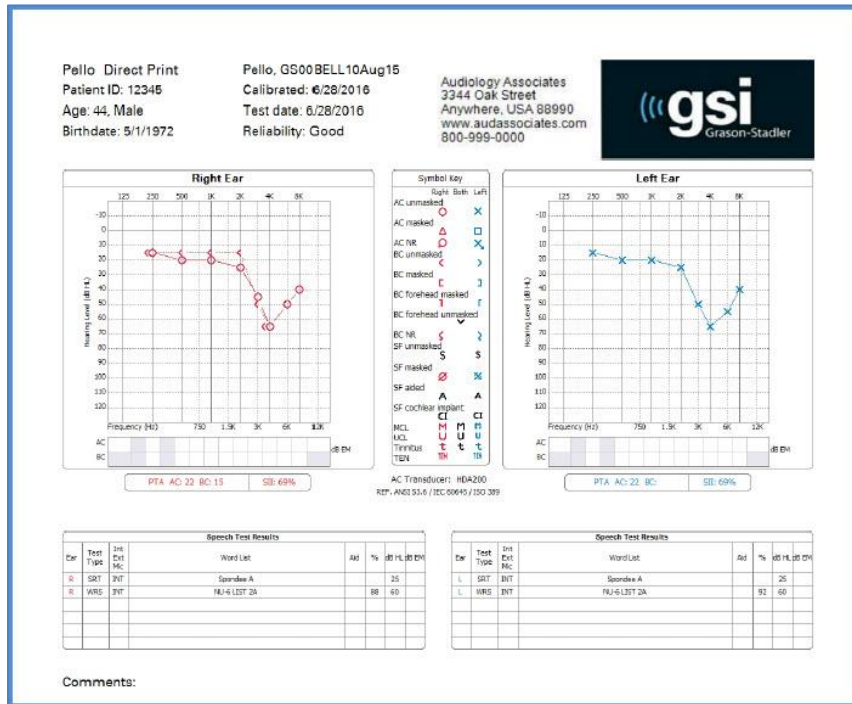 Pello Direct Print
Patient ID: 12345
Age: 44, Male
Birthdate: 5/1/1972
Pello, GS00BELL10Aug15
Calibrated: 6/28/2016
Test date: 6/28/2016
Reliability: Good
Audiology Associates
3344 Oak Street
Anywhere, USA 88990
www.audassociates.com
800-999-0000
gsi
Grason-Stadler
Right Ear
125 250 500 1K 2K 4K 8K
-10
0
10
20
30
40
50
60
70
80
90
100
110
120
Hearing Level (dB HL)
Frequency (Hz) 750 1.5K 3K 6K 12K
AC
BC
dB EM
PTA AC: 22 BC: 15 SII: 69%
Symbol Key
Right Both Left
AC unmasked
AC masked
AC NR
BC unmasked
BC masked
BC forehead masked
BC forehead unmasked
BC NR
SF unmasked
S S
SF masked
SF aided
A A
SF cochlear implant
CI CI
MCL M M M
UCL U U U
Tinnitus t t t
TEN TEN TEN
AC Transducer: HDA200
REF. ANSI S3.6 / IEC 60645 / ISO 389
Left Ear
125 250 500 1K 2K 4K 8K
-10
0
10
20
30
40
50
60
70
80
90
100
110
120
Hearing Level (dB HL)
Frequency (Hz) 750 1.5K 3K 6K 12K
AC
BC
dB EM
PTA AC: 22 BC: SII: 69%
Speech Test Results
Ear Test Type Int Ext Mic Word List Aid % dB HL dB EM
R SRT INT Spondee A 25
R WRS INT NU-6 LIST 2A 88 60
Speech Test Results
Ear Test Type Int Ext Mic Word List Aid % dB HL dB EM
L SRT INT Spondee A 25
L WRS INT NU-6 LIST 2A 92 60
Comments: